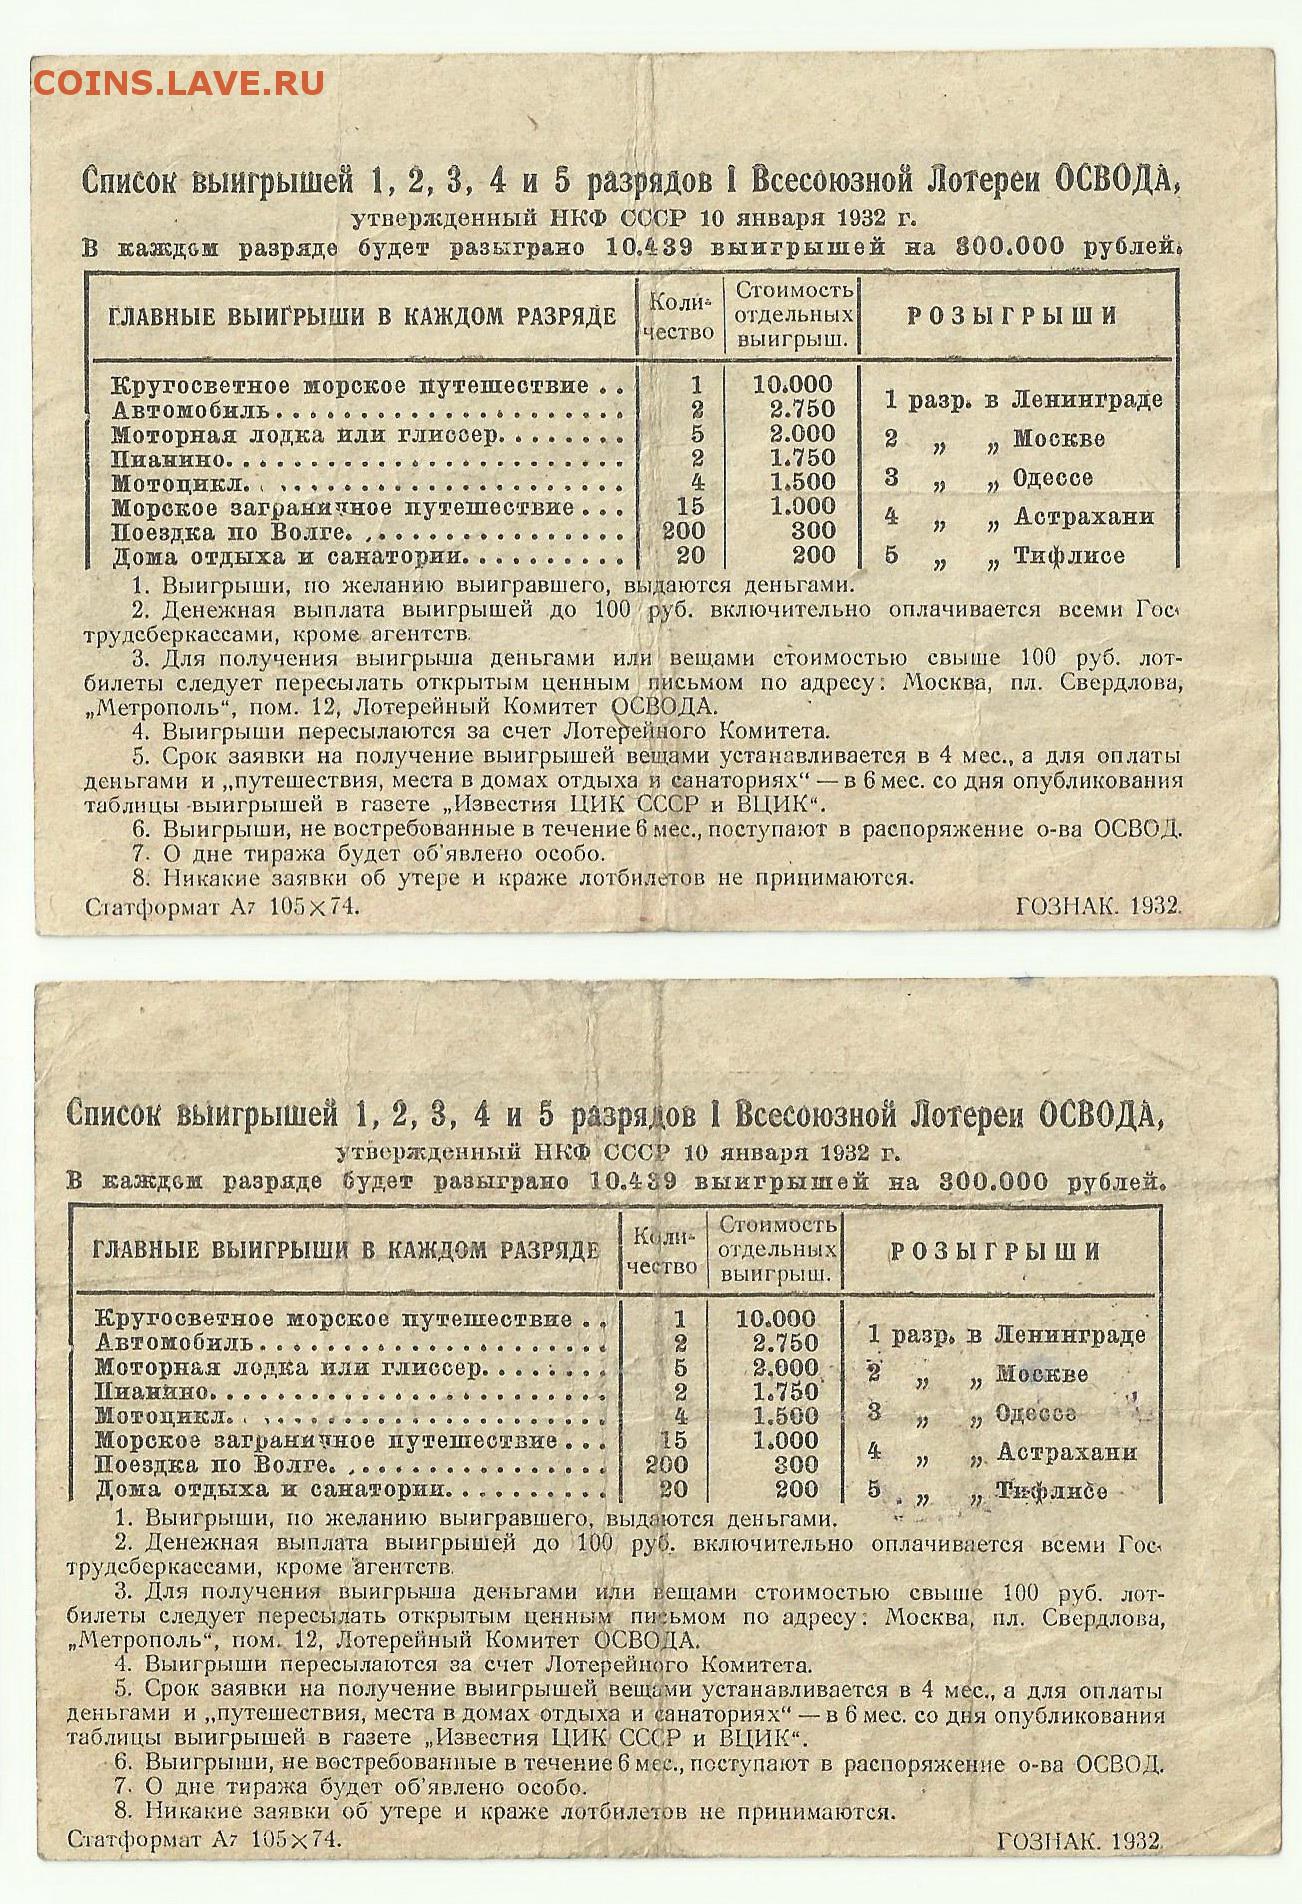 COINS.LAVE.RU
Список выигрышей 1, 2, 3, 4 и 5 разрядов I Всесоюзной Лотереи ОСВОДА,
утвержденный НКФ СССР 10 января 1932 г.
В каждом разряде будет разыграно 10.439 выигрышей на 300.000 рублей.
ГЛАВНЫЕ ВЫИГРЫШИ В КАЖДОМ РАЗРЯДЕ
Коли-
чество
Стоимость
отдельных
выигрыш.
РОЗЫГРЫШИ
Кругосветное морское путешествие . . 1 10.000
Автомобиль . . . . . . . . . . . . . . . . . . . . 2 2.750
Моторная лодка или глиссер. . . . . . . . 5 2.000
Пианино. . . . . . . . . . . . . . . . . . . . . . . 2 1.750
Мотоцикл. . . . . . . . . . . . . . . . . . . . . . 4 1.500
Морское заграничное путешествие . . . 15 1.000
Поездка по Волге. . . . . . . . . . . . . . . . . 200 300
Дома отдыха и санатории. . . . . . . . . . 20 200
1 разр. в Ленинграде
2 „ „ Москве
3 „ „ Одессе
4 „ „ Астрахани
5 „ „ Тифлисе
1. Выигрыши, по желанию выигравшего, выдаются деньгами.
2. Денежная выплата выигрышей до 100 руб. включительно оплачивается всеми Гос-
трудсберкассами, кроме агентств.
3. Для получения выигрыша деньгами или вещами стоимостью свыше 100 руб. лот-
билеты следует пересылать открытым ценным письмом по адресу: Москва, пл. Свердлова,
„Метрополь“, пом. 12, Лотерейный Комитет ОСВОДА.
4. Выигрыши пересылаются за счет Лотерейного Комитета.
5. Срок заявки на получение выигрышей вещами устанавливается в 4 мес., а для оплаты
деньгами и „путешествия, места в домах отдыха и санаториях“ — в 6 мес. со дня опубликования
таблицы выигрышей в газете „Известия ЦИК СССР и ВЦИК“.
6. Выигрыши, не востребованные в течение 6 мес., поступают в распоряжение о-ва ОСВОД.
7. О дне тиража будет об'явлено особо.
8. Никакие заявки об утере и краже лотбилетов не принимаются.
Статформат А7 105×74. ГОЗНАК. 1932.
Список выигрышей 1, 2, 3, 4 и 5 разрядов I Всесоюзной Лотереи ОСВОДА,
утвержденный НКФ СССР 10 января 1932 г.
В каждом разряде будет разыграно 10.439 выигрышей на 300.000 рублей.
ГЛАВНЫЕ ВЫИГРЫШИ В КАЖДОМ РАЗРЯДЕ
Коли-
чество
Стоимость
отдельных
выигрыш.
РОЗЫГРЫШИ
Кругосветное морское путешествие . . 1 10.000
Автомобиль . . . . . . . . . . . . . . . . . . . . 2 2.750
Моторная лодка или глиссер. . . . . . . . 5 2.000
Пианино. . . . . . . . . . . . . . . . . . . . . . . 2 1.750
Мотоцикл. . . . . . . . . . . . . . . . . . . . . . 4 1.500
Морское заграничное путешествие . . . 15 1.000
Поездка по Волге. . . . . . . . . . . . . . . . . 200 300
Дома отдыха и санатории. . . . . . . . . . 20 200
1 разр. в Ленинграде
2 „ „ Москве
3 „ „ Одессе
4 „ „ Астрахани
5 „ „ Тифлисе
1. Выигрыши, по желанию выигравшего, выдаются деньгами.
2. Денежная выплата выигрышей до 100 руб. включительно оплачивается всеми Гос-
трудсберкассами, кроме агентств.
3. Для получения выигрыша деньгами или вещами стоимостью свыше 100 руб. лот-
билеты следует пересылать открытым ценным письмом по адресу: Москва, пл. Свердлова,
„Метрополь“, пом. 12, Лотерейный Комитет ОСВОДА.
4. Выигрыши пересылаются за счет Лотерейного Комитета.
5. Срок заявки на получение выигрышей вещами устанавливается в 4 мес., а для оплаты
деньгами и „путешествия, места в домах отдыха и санаториях“ — в 6 мес. со дня опубликования
таблицы выигрышей в газете „Известия ЦИК СССР и ВЦИК“.
6. Выигрыши, не востребованные в течение 6 мес., поступают в распоряжение о-ва ОСВОД.
7. О дне тиража будет об'явлено особо.
8. Никакие заявки об утере и краже лотбилетов не принимаются.
Статформат А7 105×74. ГОЗНАК. 1932